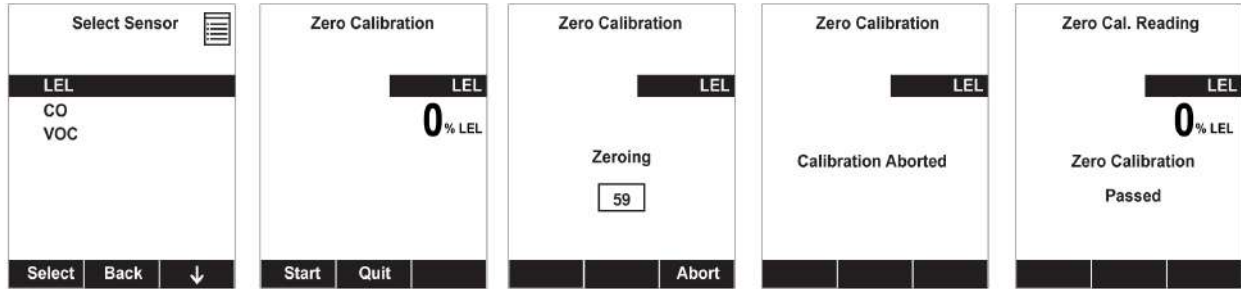 Select Sensor
LEL
CO
VOC
Select Back ↓
Zero Calibration
LEL
0 % LEL
Start Quit
Zero Calibration
LEL
Zeroing
59
Abort
Zero Calibration
LEL
Calibration Aborted
Zero Cal. Reading
LEL
0 % LEL
Zero Calibration
Passed